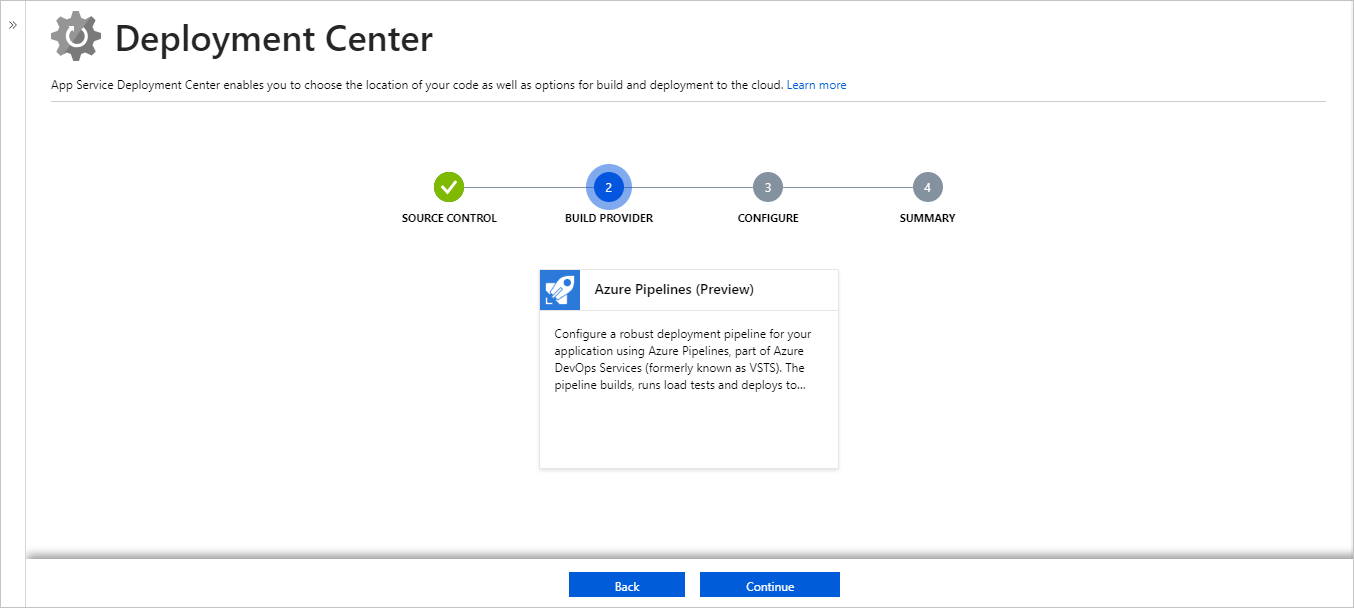 »
Deployment Center
App Service Deployment Center enables you to choose the location of your code as well as options for build and deployment to the cloud. Learn more
2
3
4
SOURCE CONTROL
BUILD PROVIDER
CONFIGURE
SUMMARY
Azure Pipelines (Preview)
Configure a robust deployment pipeline for your
application using Azure Pipelines, part of Azure
DevOps Services (formerly known as VSTS). The
pipeline builds, runs load tests and deploys to...
Back
Continue